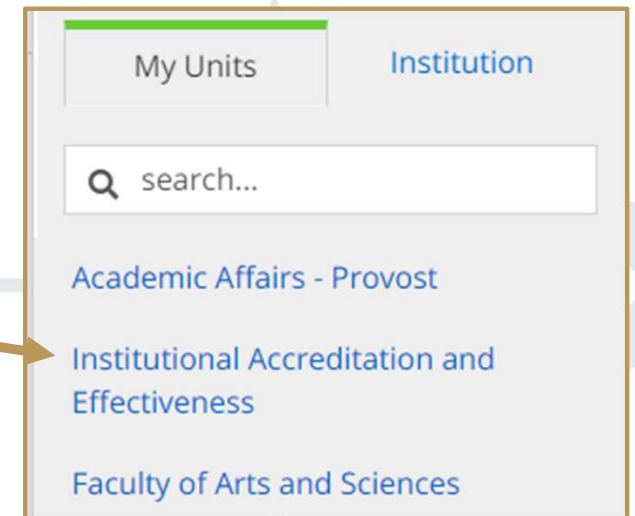 My Units
Institution
search...
Academic Affairs - Provost
Institutional Accreditation and
Effectiveness
Faculty of Arts and Sciences